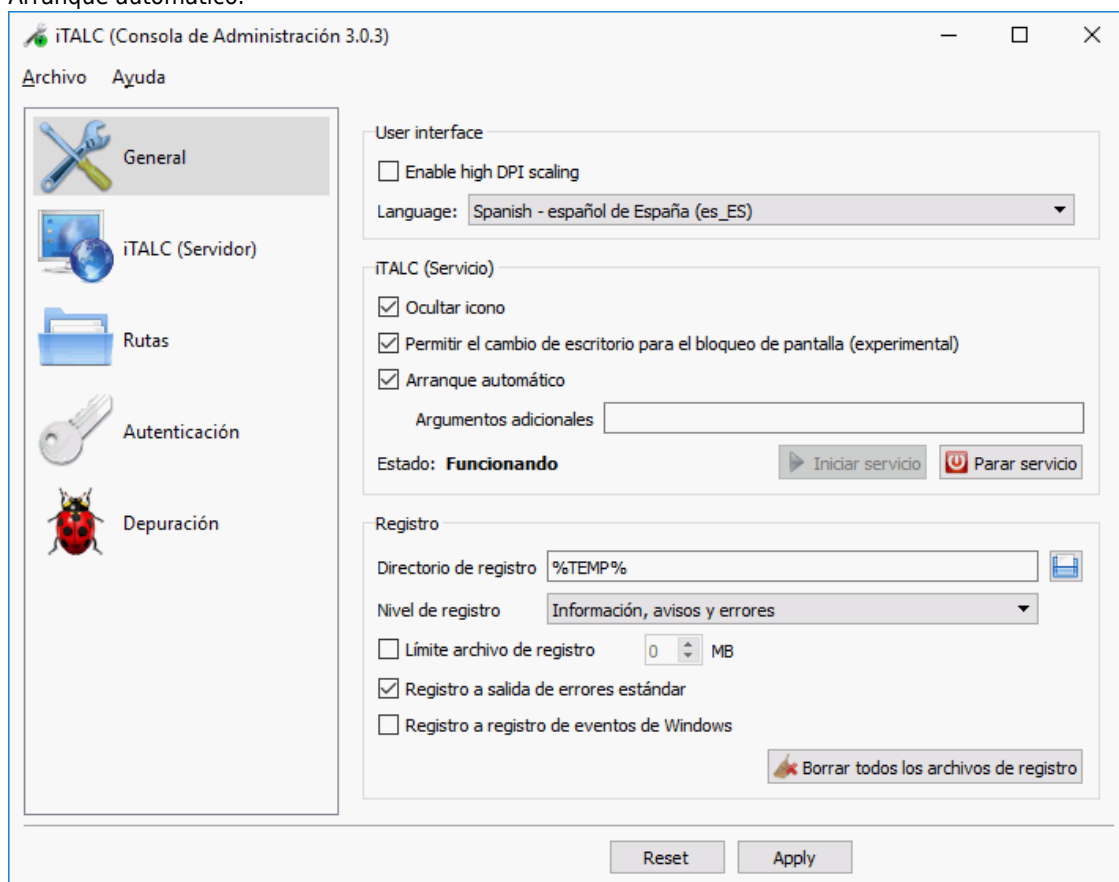 Arranque automático.
iTALC (Consola de Administración 3.0.3)
Archivo Ayuda
General
iTALC (Servidor)
Rutas
Autenticación
Depuración
User interface
Enable high DPI scaling
Language: Spanish - español de España (es_ES)
iTALC (Servicio)
Ocultar icono
Permitir el cambio de escritorio para el bloqueo de pantalla (experimental)
Arranque automático
Argumentos adicionales
Estado: Funcionando Iniciar servicio Parar servicio
Registro
Directorio de registro %TEMP%
Nivel de registro Información, avisos y errores
Límite archivo de registro 0 MB
Registro a salida de errores estándar
Registro a registro de eventos de Windows
Borrar todos los archivos de registro
Reset Apply